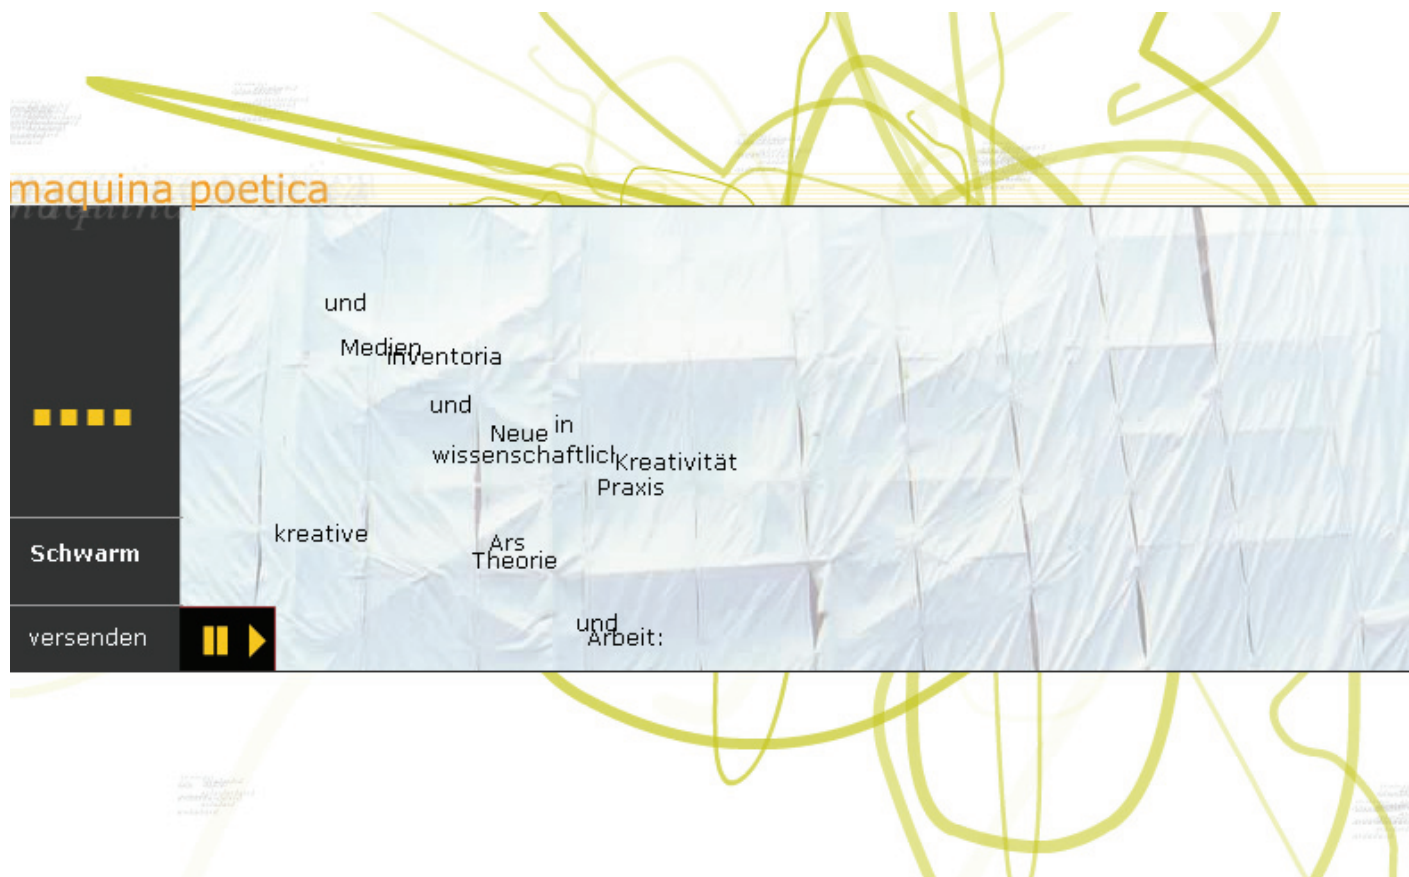 maquina poetica
und
Medien
inventoria
und
in
Neue
wissenschaftlich
Kreativität
Praxis
kreative
Ars
Theorie
und
Arbeit:
Schwarm
versenden